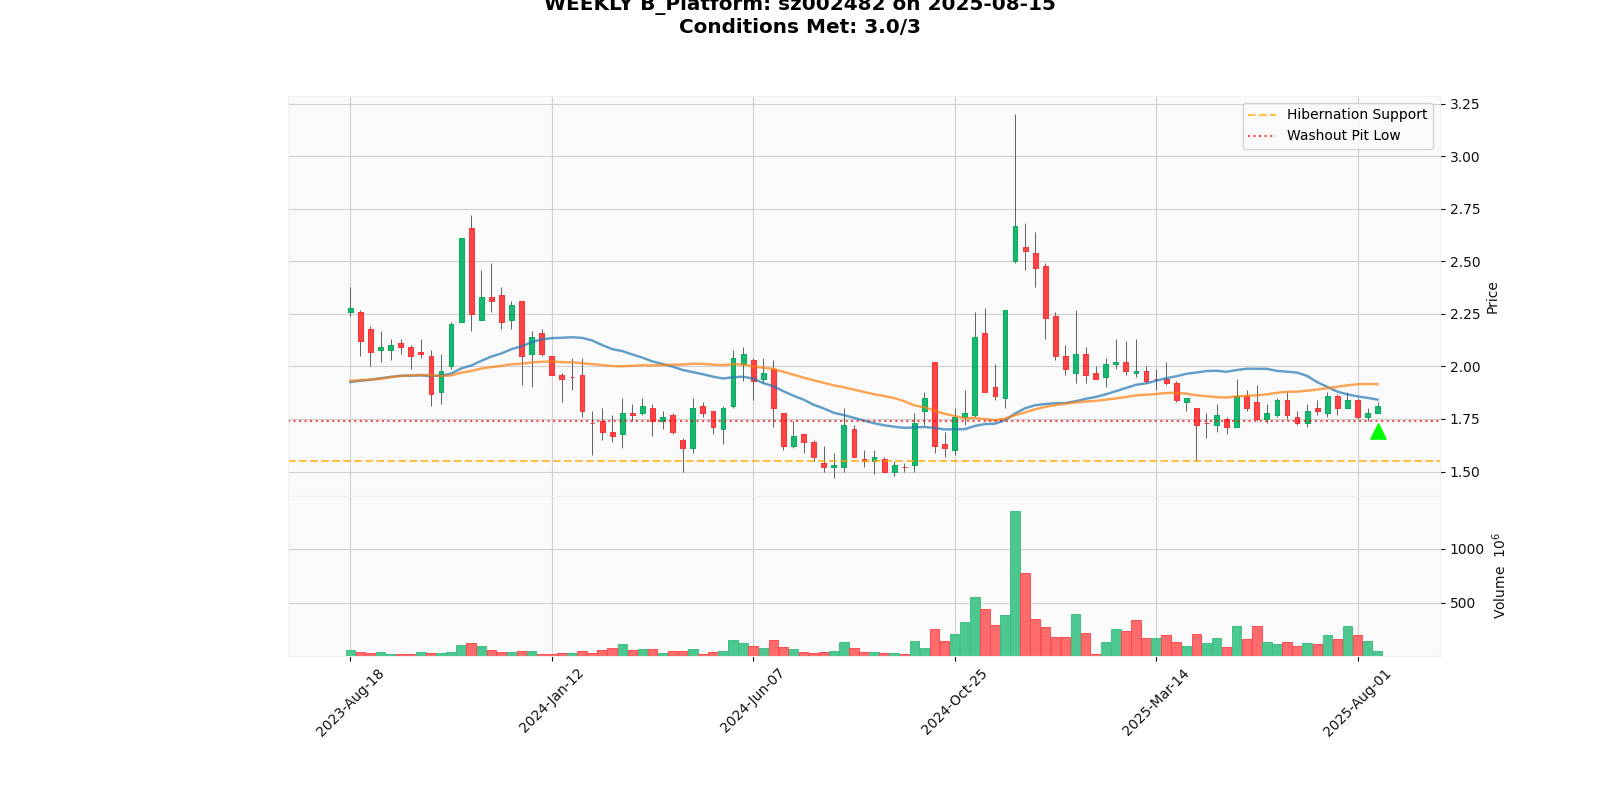 WEEKLY B_Platform: sz002482 on 2025-08-15
Conditions Met: 3.0/3
Hibernation Support
Washout Pit Low
3.25
3.00
2.75
2.50
2.25
2.00
1.75
1.50
Price
1000
500
Volume 10^6
2023-Aug-18
2024-Jan-12
2024-Jun-07
2024-Oct-25
2025-Mar-14
2025-Aug-01